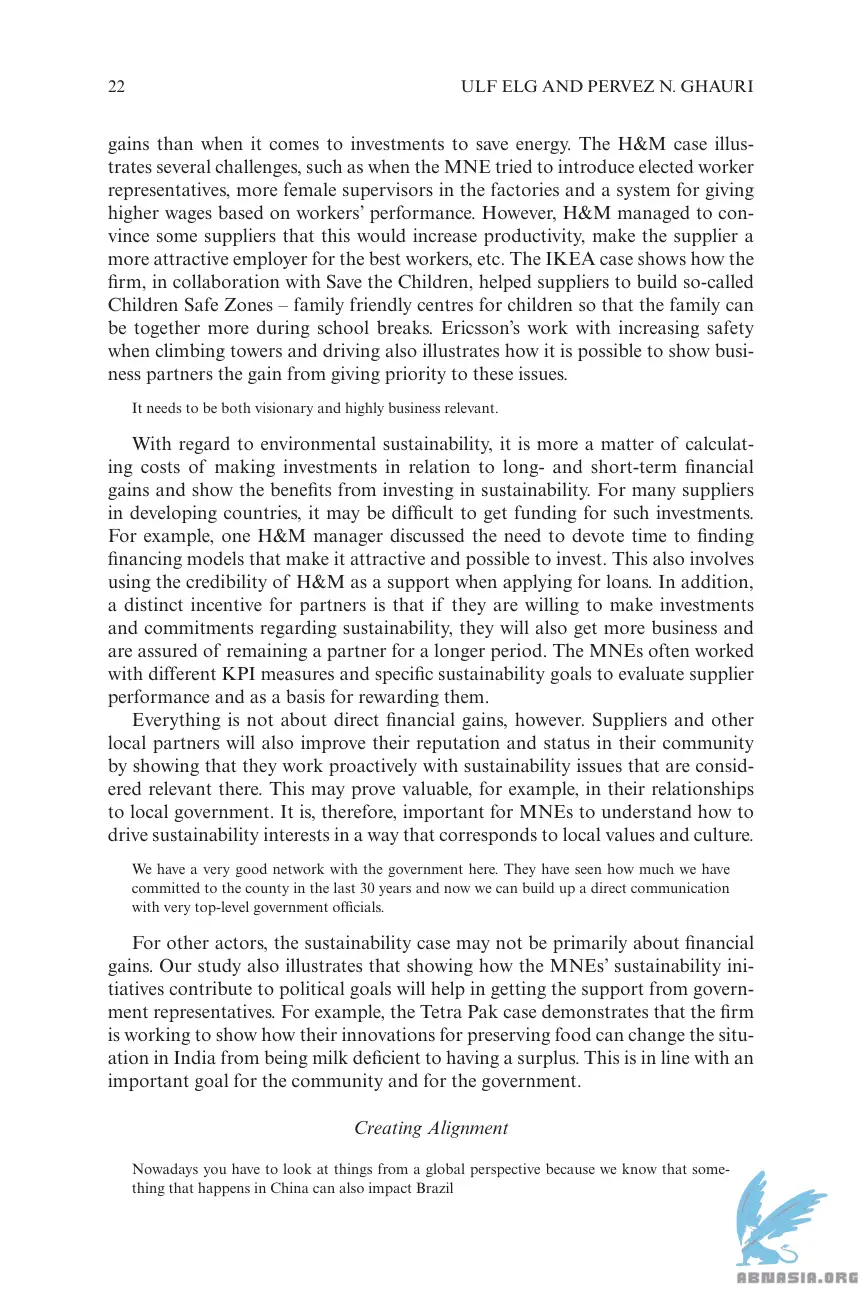 22
ULF ELG AND PERVEZ N. GHAURI
gains than when it comes to investments to save energy. The H&M case illus-
trates several challenges, such as when the MNE tried to introduce elected worker
representatives, more female supervisors in the factories and a system for giving
higher wages based on workers’ performance. However, H&M managed to con-
vince some suppliers that this would increase productivity, make the supplier a
more attractive employer for the best workers, etc. The IKEA case shows how the
firm, in collaboration with Save the Children, helped suppliers to build so-called
Children Safe Zones – family friendly centres for children so that the family can
be together more during school breaks. Ericsson’s work with increasing safety
when climbing towers and driving also illustrates how it is possible to show busi-
ness partners the gain from giving priority to these issues.
It needs to be both visionary and highly business relevant.
With regard to environmental sustainability, it is more a matter of calculat-
ing costs of making investments in relation to long- and short-term financial
gains and show the benefits from investing in sustainability. For many suppliers
in developing countries, it may be difficult to get funding for such investments.
For example, one H&M manager discussed the need to devote time to finding
financing models that make it attractive and possible to invest. This also involves
using the credibility of H&M as a support when applying for loans. In addition,
a distinct incentive for partners is that if they are willing to make investments
and commitments regarding sustainability, they will also get more business and
are assured of remaining a partner for a longer period. The MNEs often worked
with different KPI measures and specific sustainability goals to evaluate supplier
performance and as a basis for rewarding them.
Everything is not about direct financial gains, however. Suppliers and other
local partners will also improve their reputation and status in their community
by showing that they work proactively with sustainability issues that are consid-
ered relevant there. This may prove valuable, for example, in their relationships
to local government. It is, therefore, important for MNEs to understand how to
drive sustainability interests in a way that corresponds to local values and culture.
We have a very good network with the government here. They have seen how much we have
committed to the county in the last 30 years and now we can build up a direct communication
with very top-level government officials.
For other actors, the sustainability case may not be primarily about financial
gains. Our study also illustrates that showing how the MNEs’ sustainability ini-
tiatives contribute to political goals will help in getting the support from govern-
ment representatives. For example, the Tetra Pak case demonstrates that the firm
is working to show how their innovations for preserving food can change the situ-
ation in India from being milk deficient to having a surplus. This is in line with an
important goal for the community and for the government.
Creating Alignment
Nowadays you have to look at things from a global perspective because we know that some-
thing that happens in China can also impact Brazil
ABNASIA.ORG